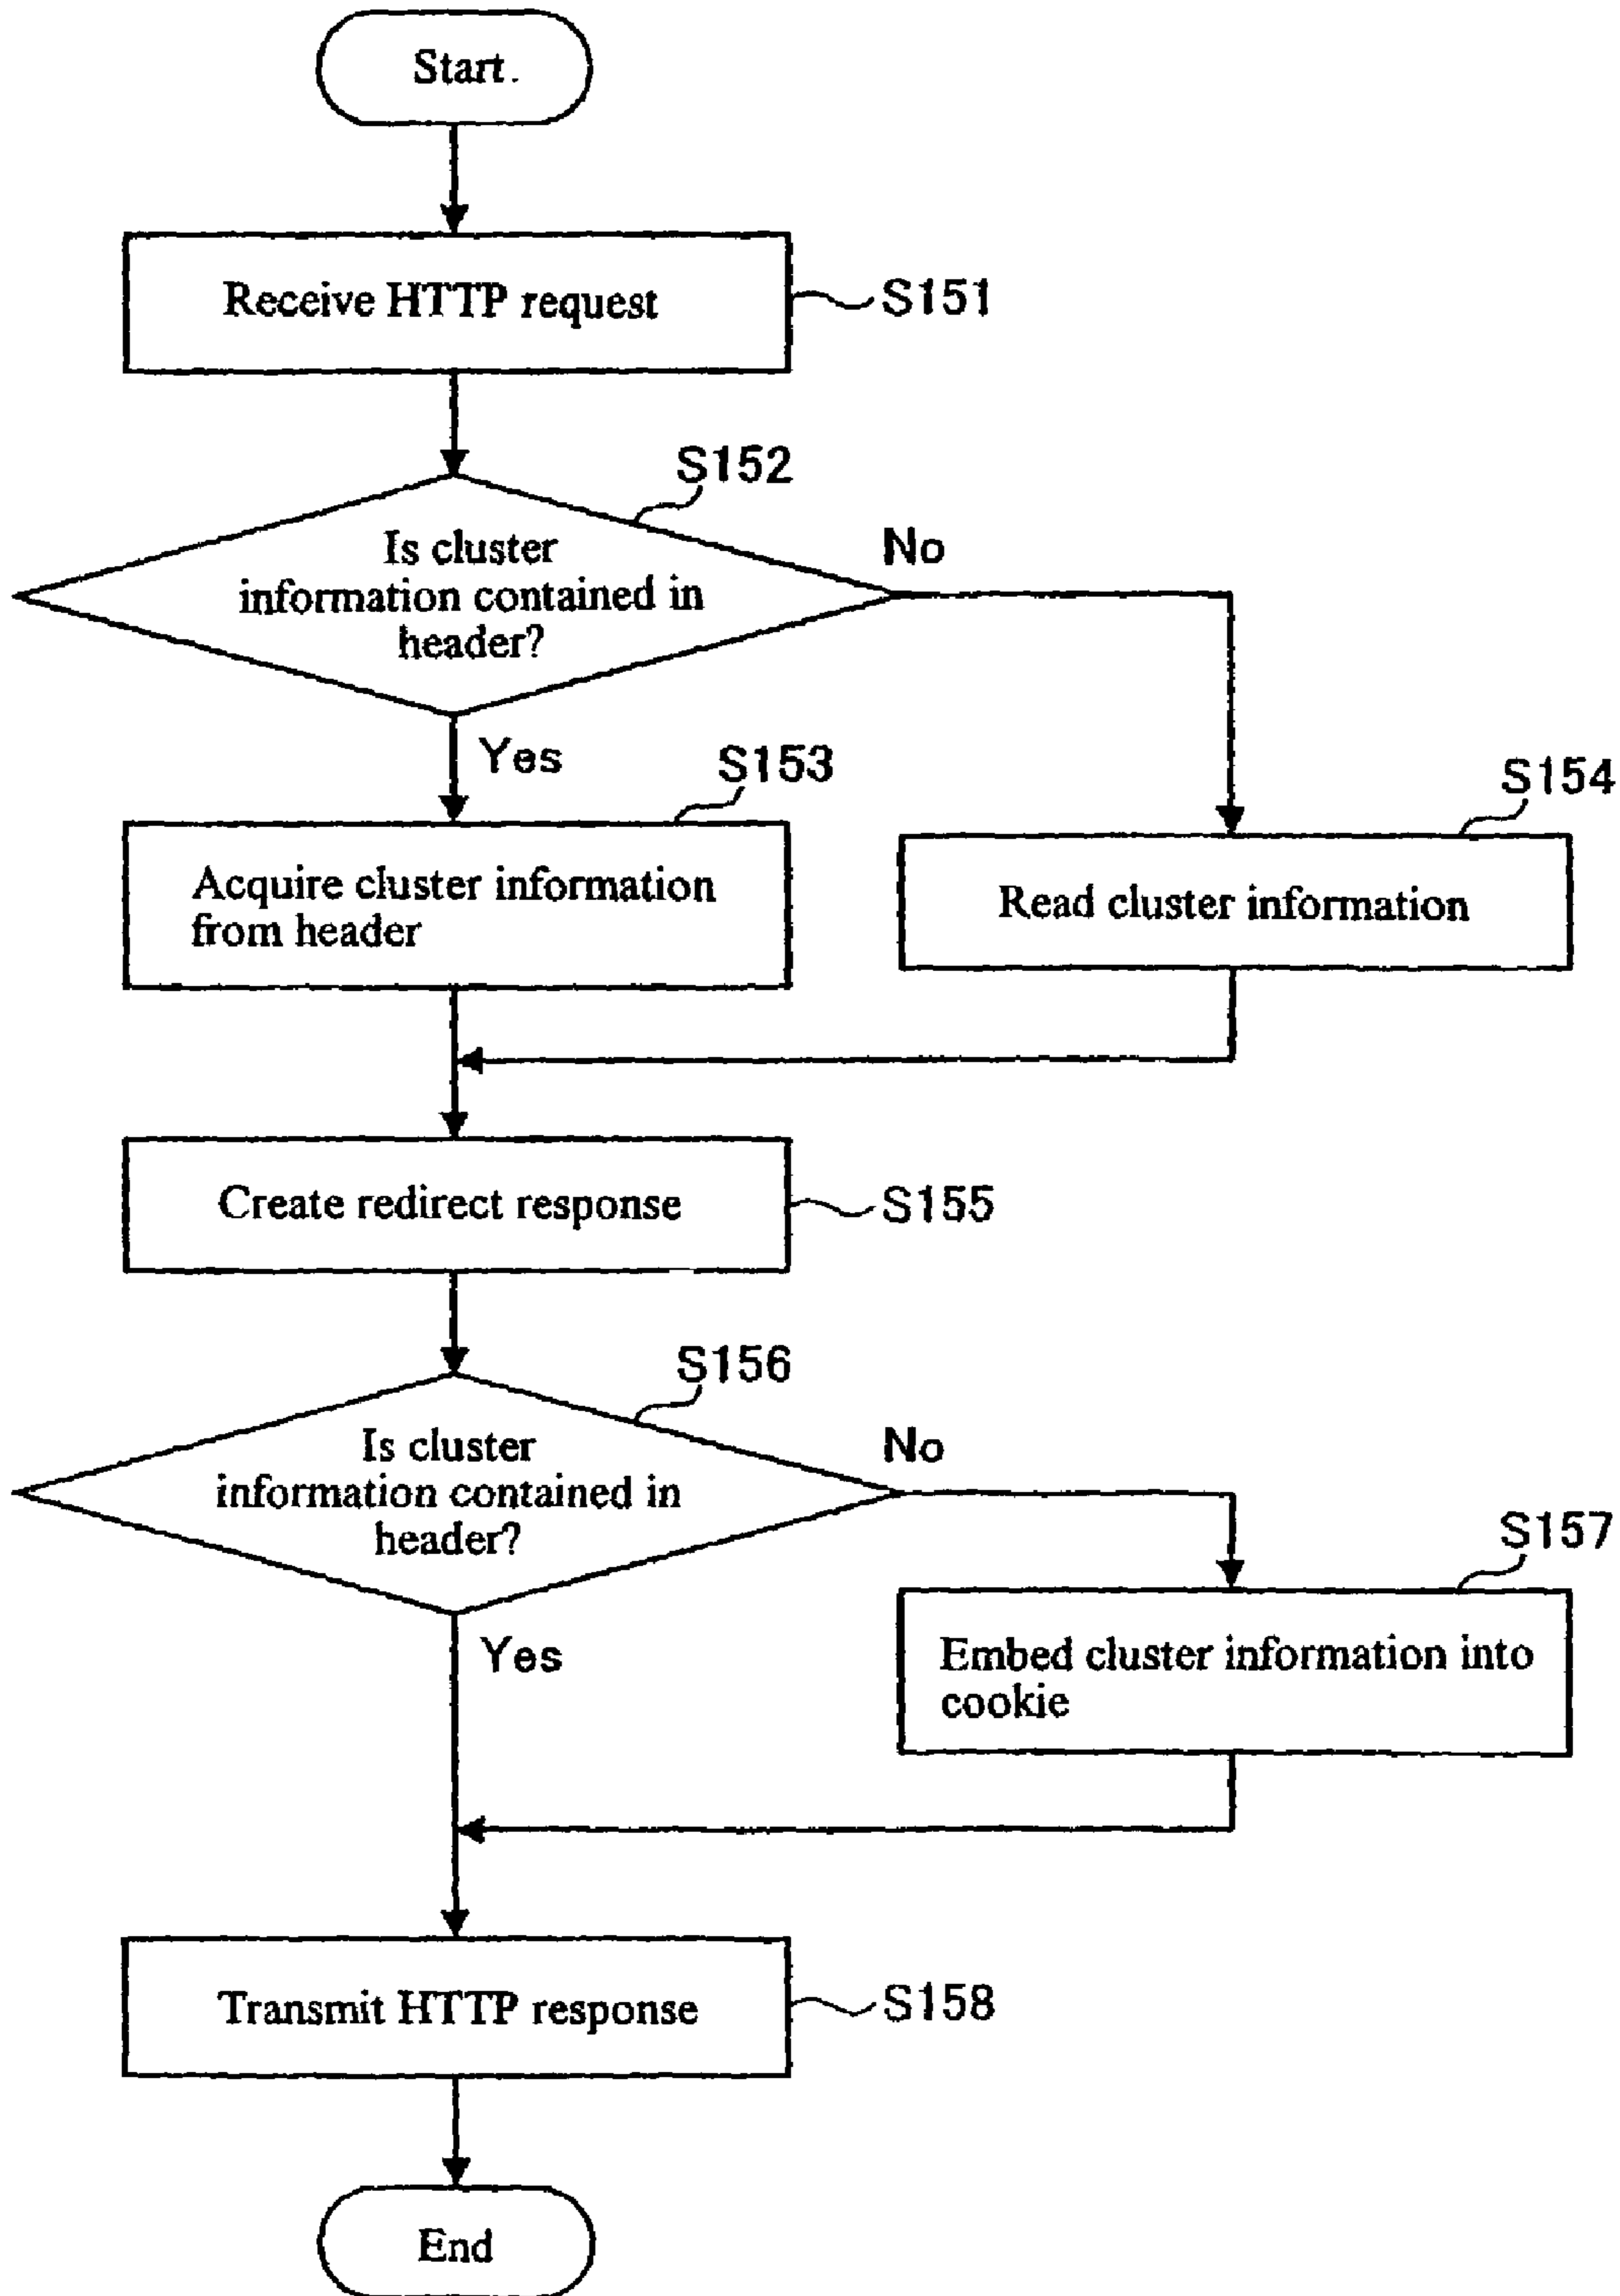 Start.
Receive HTTP request
S151
S152
Is cluster
information contained in
header?
No
Yes
S153
Acquire cluster information
from header
S154
Read cluster information
Create redirect response
S155
S156
Is cluster
information contained in
header?
No
Yes
S157
Embed cluster information into
cookie
Transmit HTTP response
S158
End